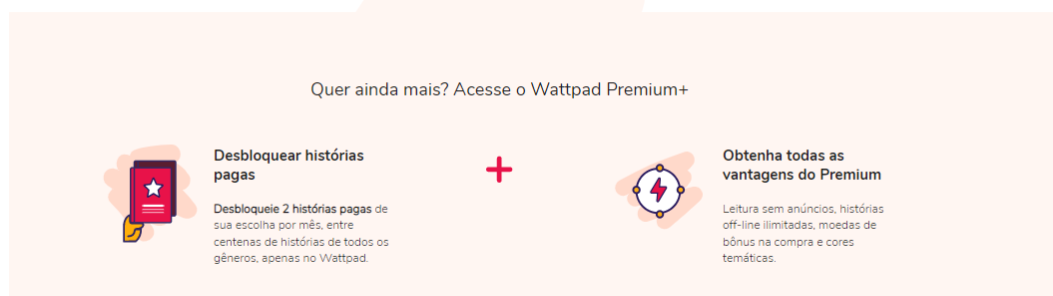 Quer ainda mais? Acesse o Wattpad Premium+
Desbloquear histórias
pagas
Desbloqueie 2 histórias pagas de
sua escolha por mês, entre
centenas de histórias de todos os
gêneros, apenas no Wattpad.
Obtenha todas as
vantagens do Premium
Leitura sem anúncios, histórias
off-line ilimitadas, moedas de
bônus na compra e cores
temáticas.